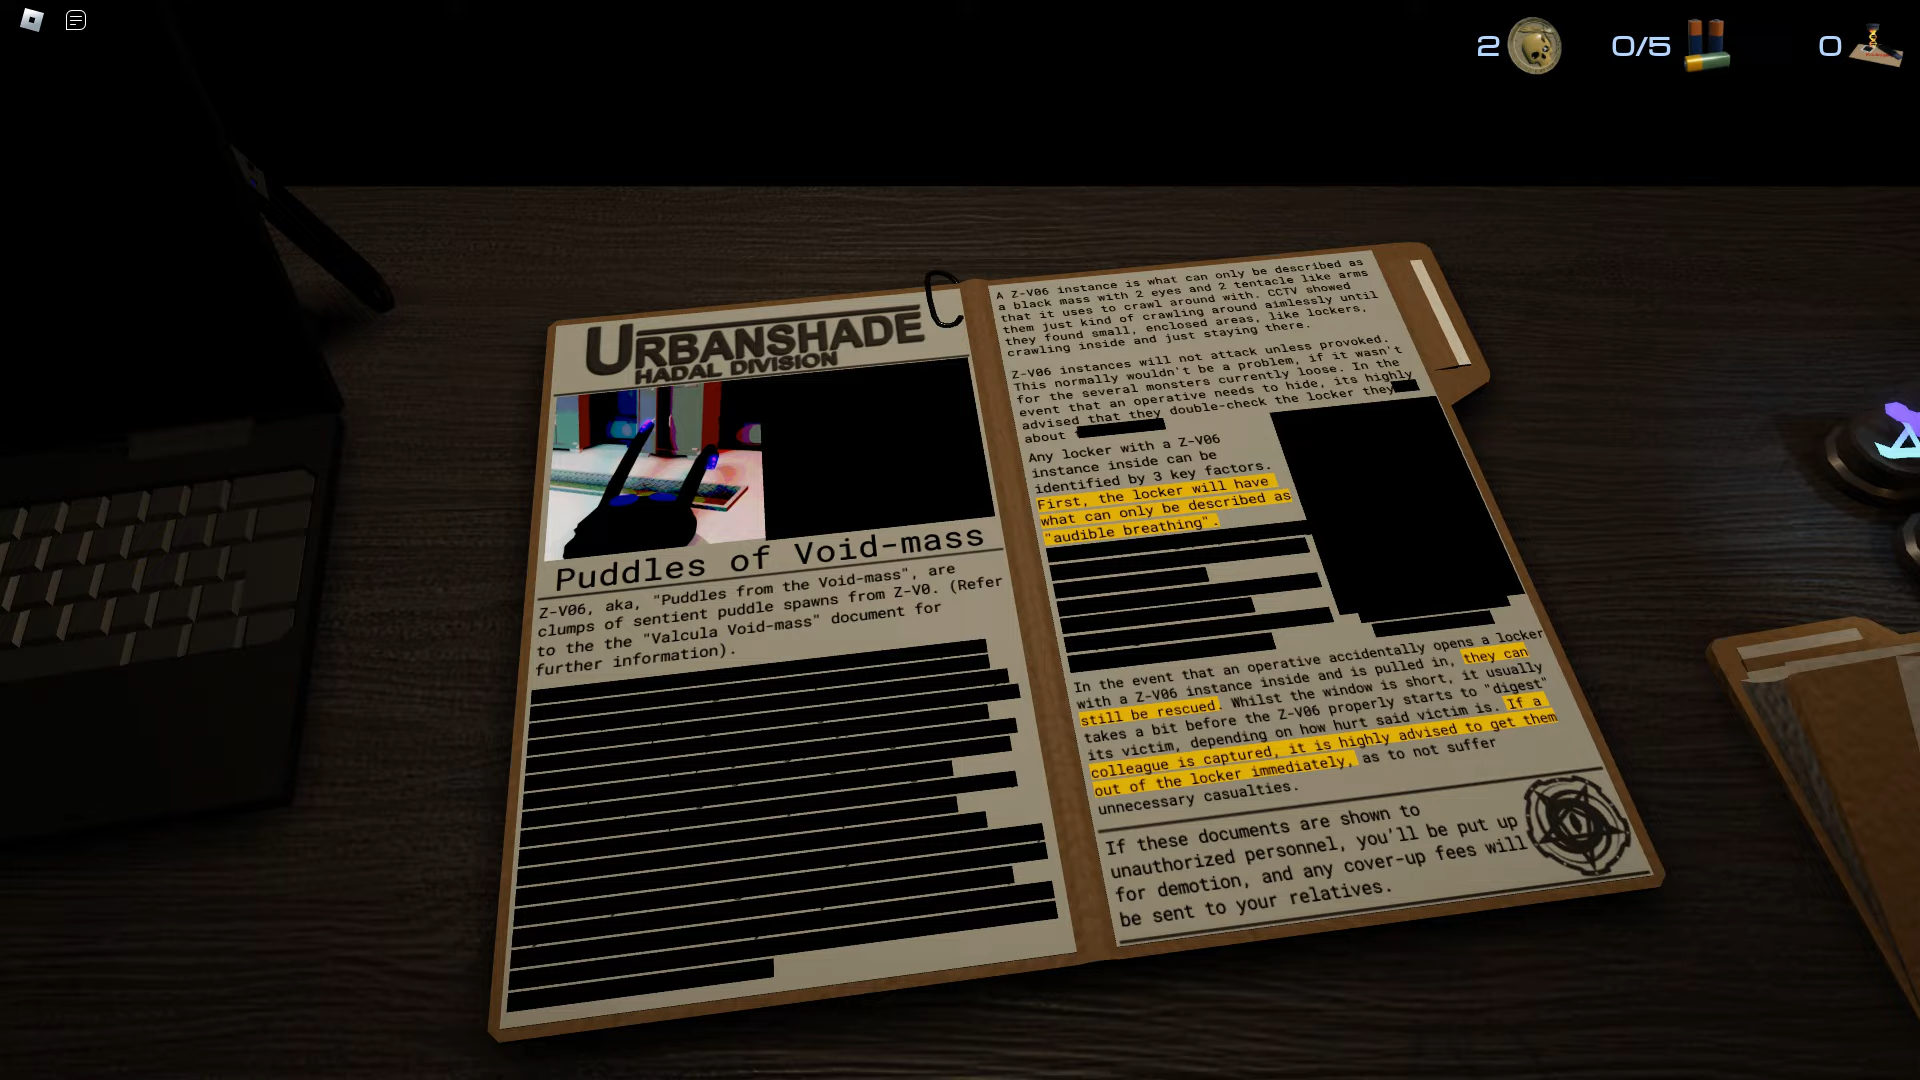 2
0/5
0
URBANSHADE
HADAL DIVISION
Puddles of Void-mass
Z-V06, aka, "Puddles from the Void-mass", are
clumps of sentient puddle spawns from Z-V0. (Refer
to the the "Valcula Void-mass" document for
further information).
A Z-V06 instance is what can only be described as
a black mass with 2 eyes and 2 tentacle like arms
that it uses to crawl around with. CCTV showed
them just kind of crawling around aimlessly until
they found small, enclosed areas, like lockers,
crawling inside and just staying there.
Z-V06 instances will not attack unless provoked.
This normally wouldn't be a problem, if it wasn't
for the several monsters currently loose. In the
event that an operative needs to hide, its highly
advised that they double-check the locker they
about
Any locker with a Z-V06
instance inside can be
identified by 3 key factors.
First, the locker will have
what can only be described as
"audible breathing".
In the event that an operative accidentally opens a locker
with a Z-V06 instance inside and is pulled in, they can
still be rescued. Whilst the window is short, it usually
takes a bit before the Z-V06 properly starts to "digest"
its victim, depending on how hurt said victim is. If a
colleague is captured, it is highly advised to get them
out of the locker immediately, as to not suffer
unnecessary casualties.
If these documents are shown to
unauthorized personnel, you'll be put up
for demotion, and any cover-up fees will
be sent to your relatives.